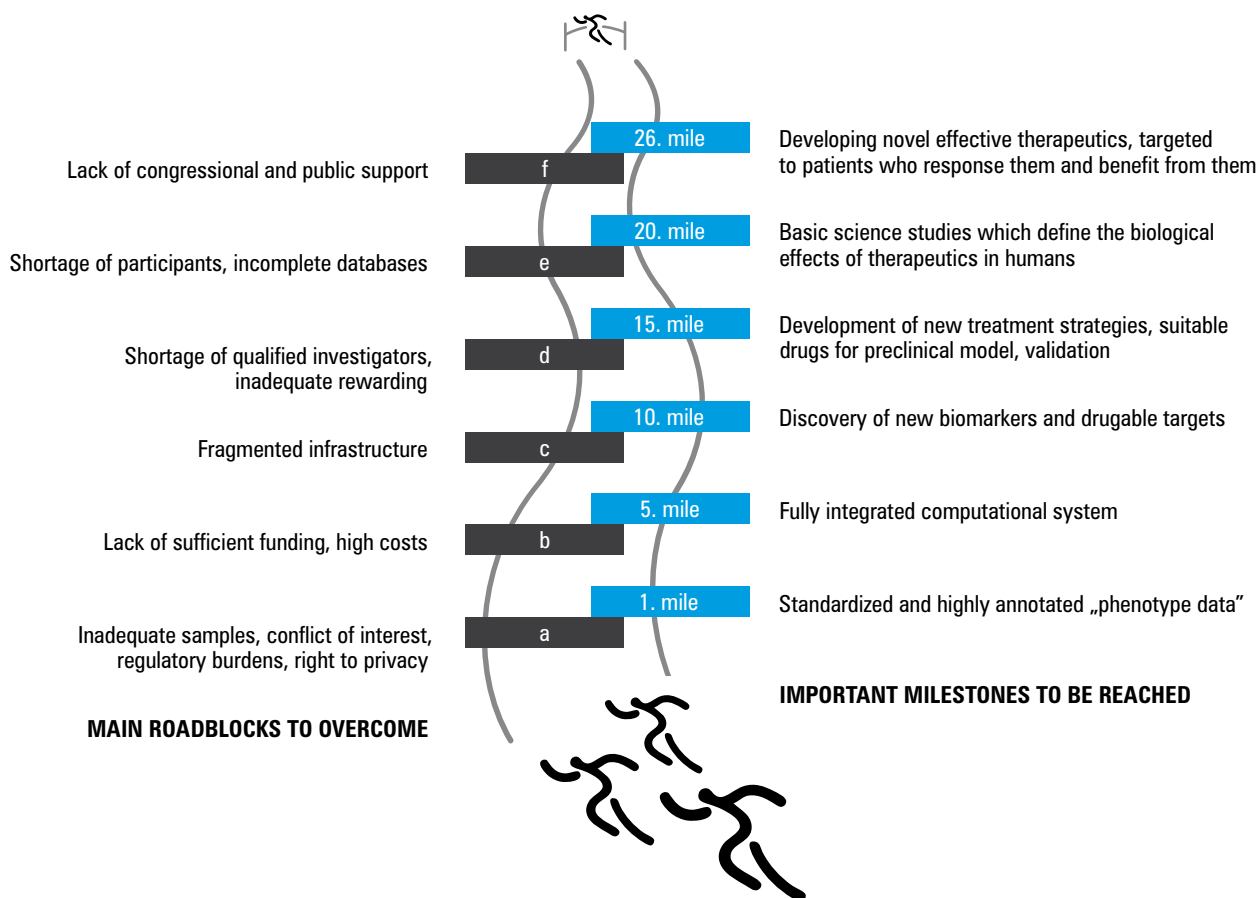 26. mile
Developing novel effective therapeutics, targeted
to patients who response them and benefit from them
Lack of congressional and public support
f
20. mile
Basic science studies which define the biological
effects of therapeutics in humans
Shortage of participants, incomplete databases
e
15. mile
Development of new treatment strategies, suitable
drugs for preclinical model, validation
Shortage of qualified investigators,
inadequate rewarding
d
10. mile
Discovery of new biomarkers and drugable targets
Fragmented infrastructure
c
5. mile
Fully integrated computational system
Lack of sufficient funding, high costs
b
1. mile
Standardized and highly annotated „phenotype data”
Inadequate samples, conflict of interest,
regulatory burdens, right to privacy
a
IMPORTANT MILESTONES TO BE REACHED
MAIN ROADBLOCKS TO OVERCOME